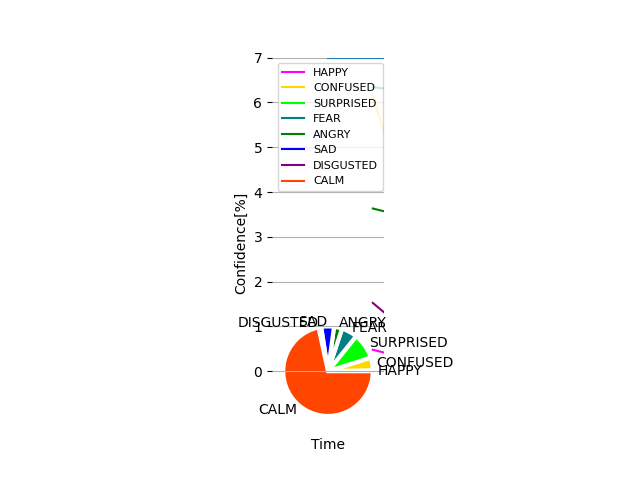 7
6
5
4
3
2
1
0
Confidence[%]
HAPPY
CONFUSED
SURPRISED
FEAR
ANGRY
SAD
DISGUSTED
CALM
DISGUSTED
SAD
ANGRY
FEAR
SURPRISED
CONFUSED
HAPPY
CALM
Time